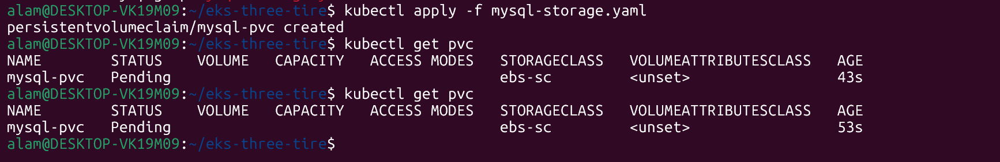 alam@DESKTOP-VK19M09:~/eks-three-tire$ kubectl apply -f mysql-storage.yaml
persistentvolumeclaim/mysql-pvc created
alam@DESKTOP-VK19M09:~/eks-three-tire$ kubectl get pvc
NAME        STATUS    VOLUME   CAPACITY   ACCESS MODES   STORAGECLASS   VOLUMEATTRIBUTESCLASS   AGE
mysql-pvc   Pending                                      ebs-sc         <unset>                 43s
alam@DESKTOP-VK19M09:~/eks-three-tire$ kubectl get pvc
NAME        STATUS    VOLUME   CAPACITY   ACCESS MODES   STORAGECLASS   VOLUMEATTRIBUTESCLASS   AGE
mysql-pvc   Pending                                      ebs-sc         <unset>                 53s
alam@DESKTOP-VK19M09:~/eks-three-tire$